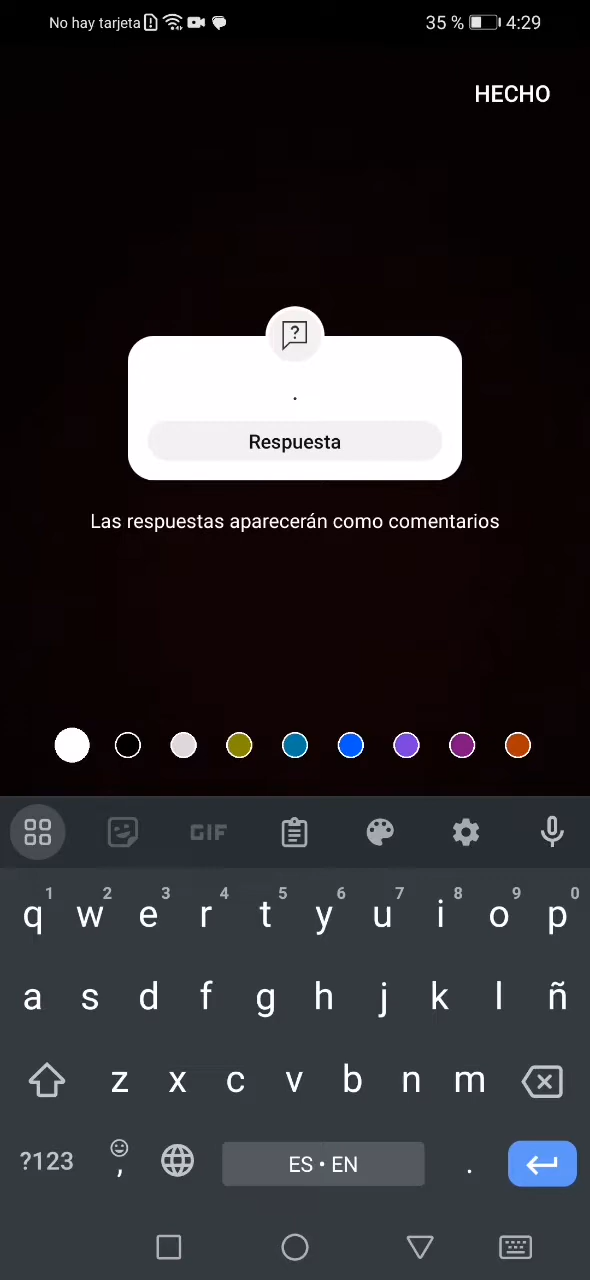 No hay tarjeta 35 % 4:29
HECHO
?
.
Respuesta
Las respuestas aparecerán como comentarios
GIF
1 2 3 4 5 6 7 8 9 0
q w e r t y u i o p
a s d f g h j k l ñ
z x c v b n m
?123 , ES • EN .